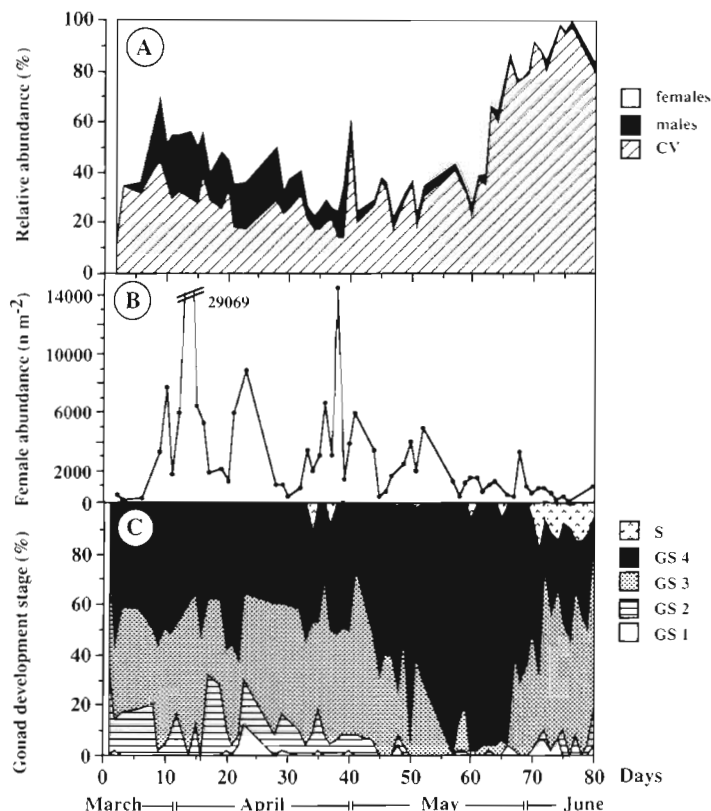 A
Relative abundance (%)
100
80
60
40
20
0
females
males
CV
B
Female abundance (n m-2)
14000
10000
6000
2000
0
29069
C
Gonad development stage (%)
80
60
40
20
0
S
GS 4
GS 3
GS 2
GS 1
0 10 20 30 40 50 60 70 80 Days
March April May June